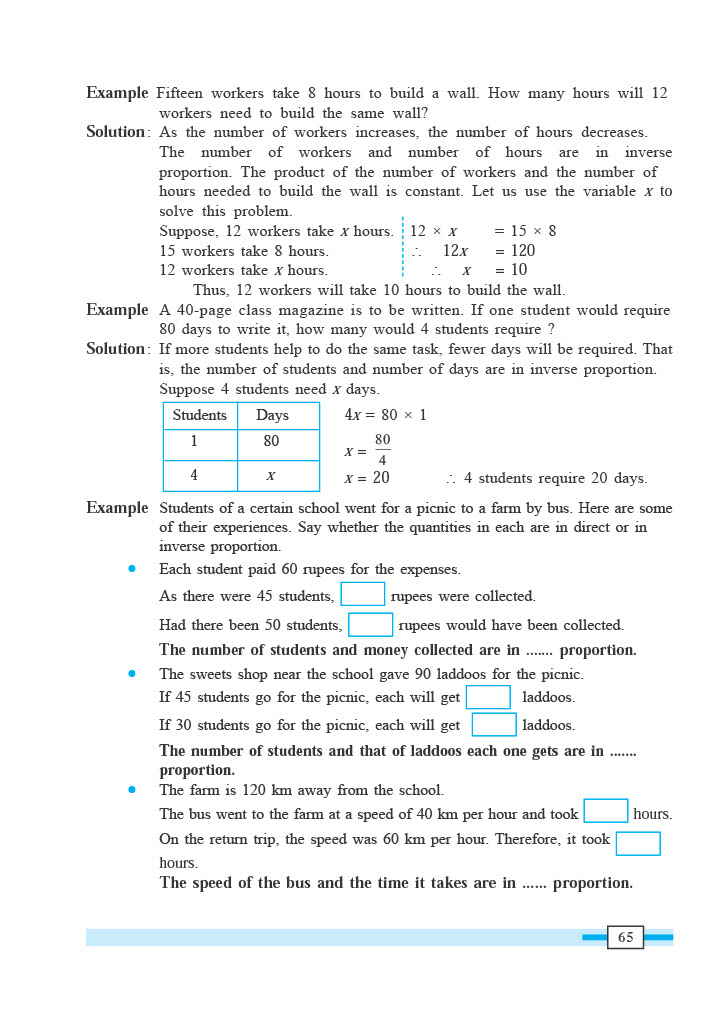 Example Fifteen workers take 8 hours to build a wall. How many hours will 12
workers need to build the same wall?
Solution : As the number of workers increases, the number of hours decreases.
The number of workers and number of hours are in inverse
proportion. The product of the number of workers and the number of
hours needed to build the wall is constant. Let us use the variable x to
solve this problem.
Suppose, 12 workers take x hours. 12 × x = 15 × 8
15 workers take 8 hours. ∴ 12x = 120
12 workers take x hours. ∴ x = 10
Thus, 12 workers will take 10 hours to build the wall.
Example A 40-page class magazine is to be written. If one student would require
80 days to write it, how many would 4 students require ?
Solution : If more students help to do the same task, fewer days will be required. That
is, the number of students and number of days are in inverse proportion.
Suppose 4 students need x days.
Students Days 4x = 80 × 1
1 80 x = 80/4
4 x x = 20 ∴ 4 students require 20 days.
Example Students of a certain school went for a picnic to a farm by bus. Here are some
of their experiences. Say whether the quantities in each are in direct or in
inverse proportion.
• Each student paid 60 rupees for the expenses.
As there were 45 students, rupees were collected.
Had there been 50 students, rupees would have been collected.
The number of students and money collected are in ....... proportion.
• The sweets shop near the school gave 90 laddoos for the picnic.
If 45 students go for the picnic, each will get laddoos.
If 30 students go for the picnic, each will get laddoos.
The number of students and that of laddoos each one gets are in .......
proportion.
• The farm is 120 km away from the school.
The bus went to the farm at a speed of 40 km per hour and took hours.
On the return trip, the speed was 60 km per hour. Therefore, it took
hours.
The speed of the bus and the time it takes are in ...... proportion.
65